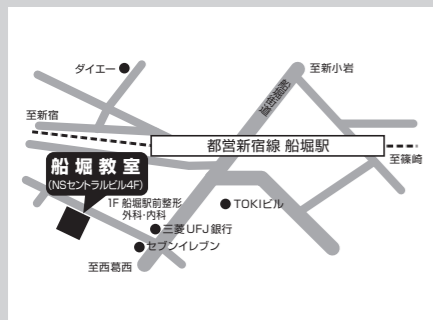 ダイエー
至新小岩
船堀街道
至新宿
都営新宿線 船堀駅
至篠崎
船堀教室
(NSセントラルビル4F)
1F 船堀駅前整形
外科・内科
TOKIビル
三菱UFJ銀行
セブンイレブン
至西葛西